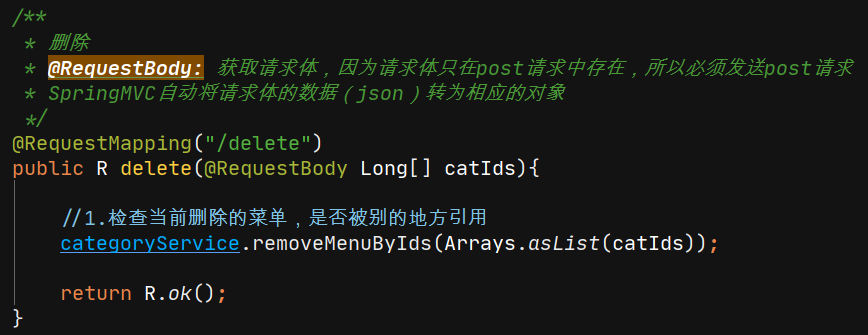 /**
* 删除
* @RequestBody: 获取请求体，因为请求体只在post请求中存在，所以必须发送post请求
* SpringMVC自动将请求体的数据（json）转为相应的对象
*/
@RequestMapping("/delete")
public R delete(@RequestBody Long[] catIds){
//1.检查当前删除的菜单，是否被别的地方引用
categoryService.removeMenuByIds(Arrays.asList(catIds));
return R.ok();
}